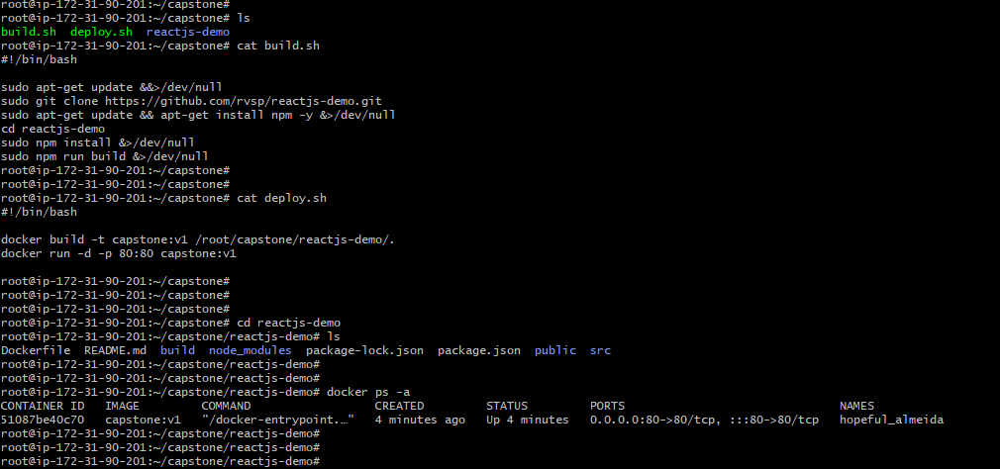 root@ip-172-31-90-201:~/capstone#
root@ip-172-31-90-201:~/capstone# ls
build.sh  deploy.sh  reactjs-demo
root@ip-172-31-90-201:~/capstone# cat build.sh
#!/bin/bash
sudo apt-get update &&>/dev/null
sudo git clone https://github.com/rvsp/reactjs-demo.git
sudo apt-get update && apt-get install npm -y &>/dev/null
cd reactjs-demo
sudo npm install &>/dev/null
sudo npm run build &>/dev/null
root@ip-172-31-90-201:~/capstone#
root@ip-172-31-90-201:~/capstone#
root@ip-172-31-90-201:~/capstone# cat deploy.sh
#!/bin/bash
docker build -t capstone:v1 /root/capstone/reactjs-demo/.
docker run -d -p 80:80 capstone:v1
root@ip-172-31-90-201:~/capstone#
root@ip-172-31-90-201:~/capstone#
root@ip-172-31-90-201:~/capstone#
root@ip-172-31-90-201:~/capstone# cd reactjs-demo
root@ip-172-31-90-201:~/capstone/reactjs-demo# ls
Dockerfile  README.md  build  node_modules  package-lock.json  package.json  public  src
root@ip-172-31-90-201:~/capstone/reactjs-demo#
root@ip-172-31-90-201:~/capstone/reactjs-demo#
root@ip-172-31-90-201:~/capstone/reactjs-demo# docker ps -a
CONTAINER ID   IMAGE         COMMAND                  CREATED         STATUS         PORTS                               NAMES
51087be40c70   capstone:v1   "/docker-entrypoint.…"   4 minutes ago   Up 4 minutes   0.0.0.0:80->80/tcp, :::80->80/tcp   hopeful_almeida
root@ip-172-31-90-201:~/capstone/reactjs-demo#
root@ip-172-31-90-201:~/capstone/reactjs-demo#
root@ip-172-31-90-201:~/capstone/reactjs-demo#